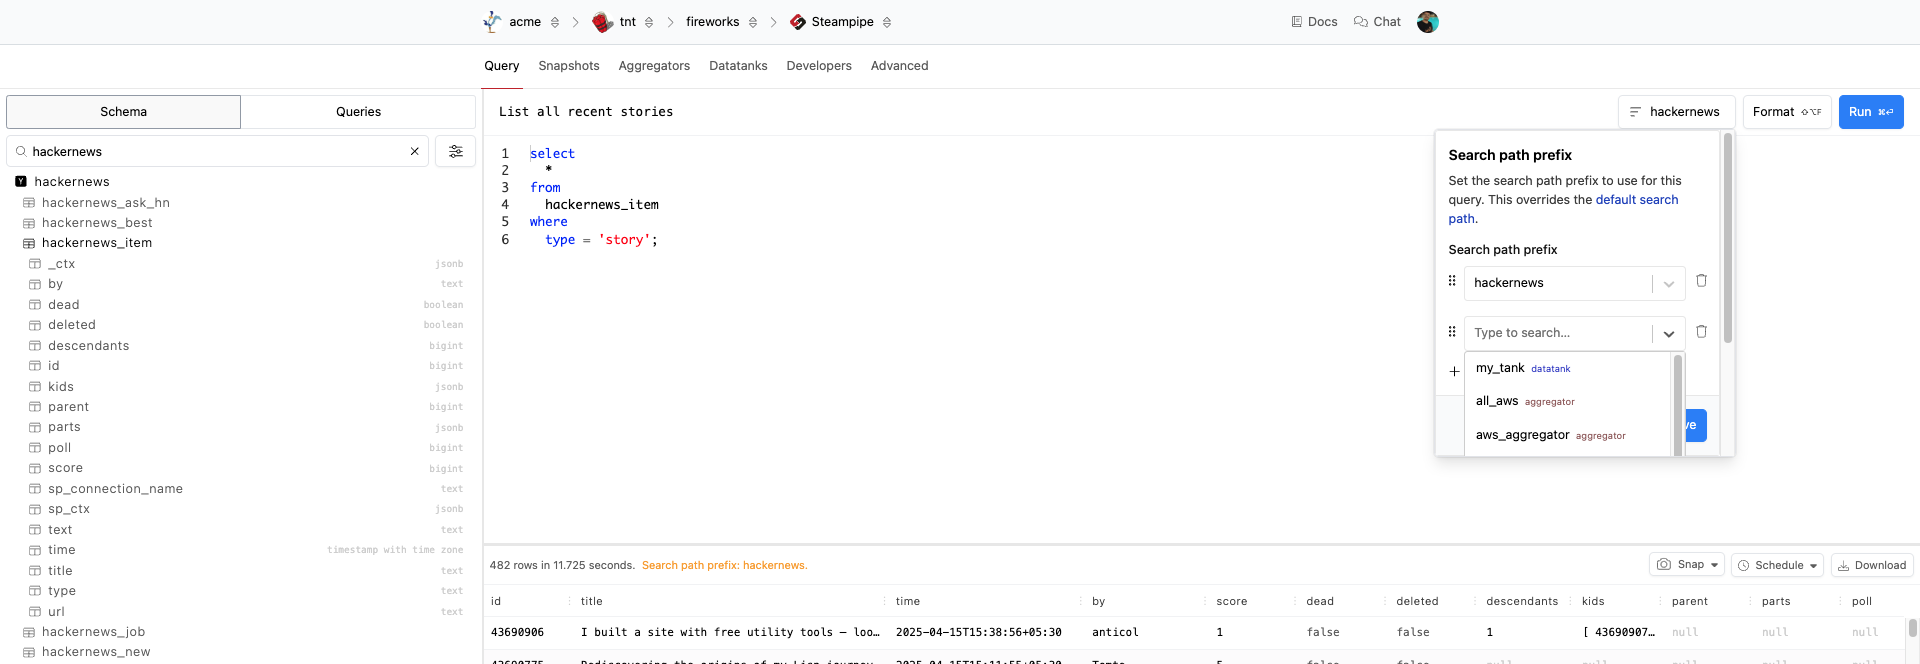 acme tnt fireworks Steampipe Docs Chat
Query Snapshots Aggregators Datatanks Developers Advanced
Schema Queries
hackernews
hackernews
hackernews_ask_hn
hackernews_best
hackernews_item
_ctx jsonb
by text
dead boolean
deleted boolean
descendants bigint
id bigint
kids jsonb
parent bigint
parts jsonb
poll bigint
score bigint
sp_connection_name text
sp_ctx jsonb
text text
time timestamp with time zone
title text
type text
url text
hackernews_job
hackernews_new
List all recent stories
hackernews Format ⇧⌥F Run ⌘↵
1 select
2 *
3 from
4 hackernews_item
5 where
6 type = 'story';
Search path prefix
Set the search path prefix to use for this
query. This overrides the default search
path.
Search path prefix
hackernews
Type to search...
my_tank datatank
all_aws aggregator
aws_aggregator aggregator
482 rows in 11.725 seconds. Search path prefix: hackernews.
Snap Schedule Download
id title time by score dead deleted descendants kids parent parts poll
43690906 I built a site with free utility tools – loo… 2025-04-15T15:38:56+05:30 anticol 1 false false 1 [ 43690907… null null null